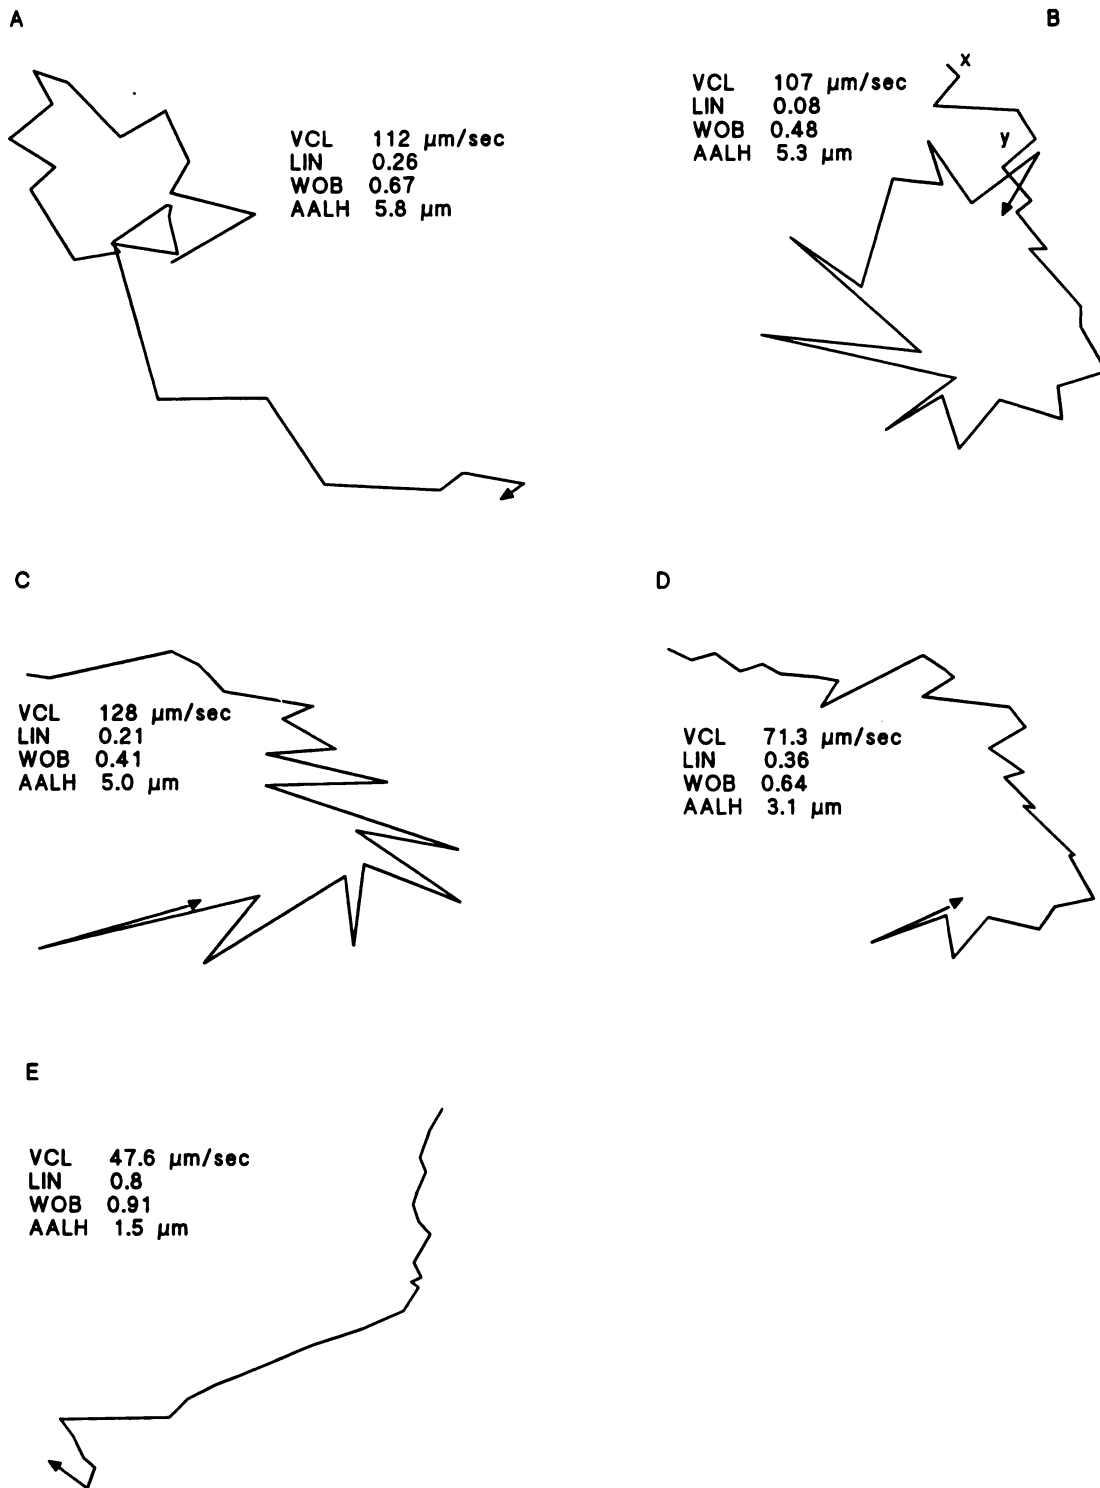 A
VCL 112 µm/sec
LIN 0.26
WOB 0.67
AALH 5.8 µm
B
x
VCL 107 µm/sec
LIN 0.08
WOB 0.48
AALH 5.3 µm
y
C
VCL 128 µm/sec
LIN 0.21
WOB 0.41
AALH 5.0 µm
D
VCL 71.3 µm/sec
LIN 0.36
WOB 0.64
AALH 3.1 µm
E
VCL 47.6 µm/sec
LIN 0.8
WOB 0.91
AALH 1.5 µm